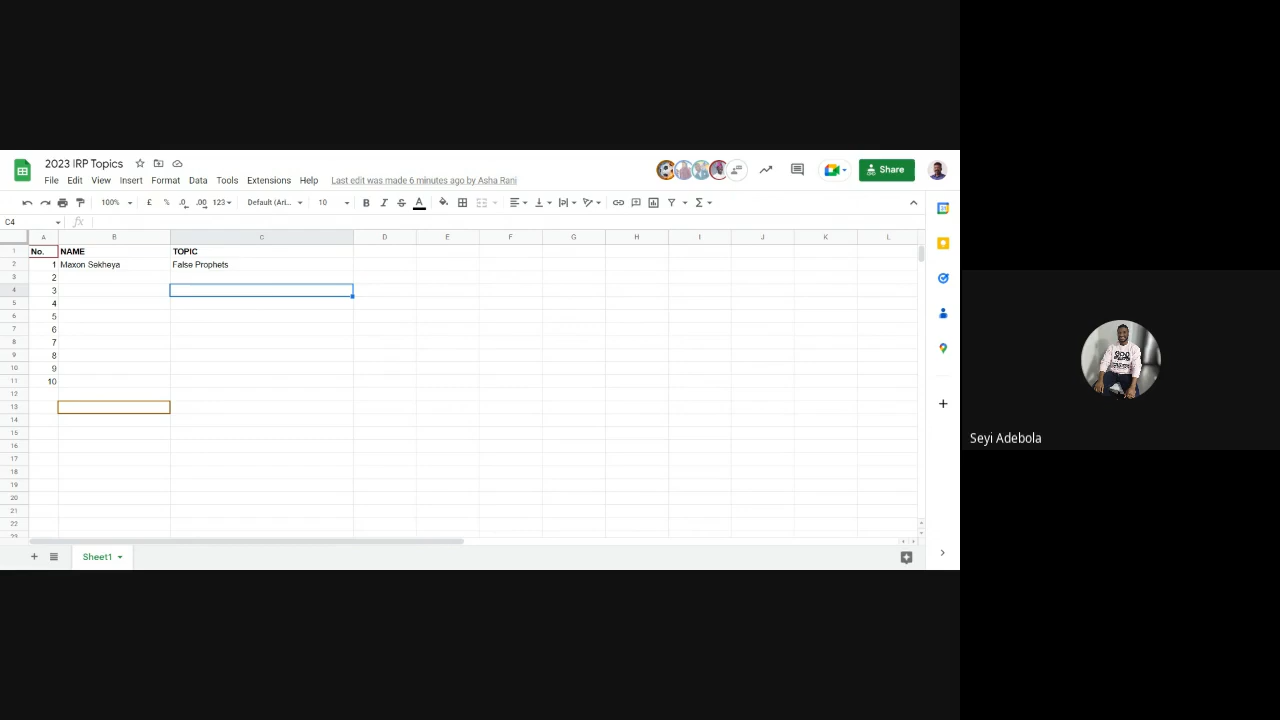 2023 IRP Topics
Share
File Edit View Insert Format Data Tools Extensions Help Last edit was made 6 minutes ago by Asha Rani
100% £ % .0 .00 123 Default (Ari... 10 B I S A Σ
C4 fx
A B C D E F G H I J K L
1 No. NAME TOPIC
2 1 Maxon Sekheya False Prophets
3 2
4 3
5 4
6 5
7 6
8 7
9 8
10 9
11 10
12
13
14
15
16
17
18
19
20
21
22
23
Sheet1
Seyi Adebola